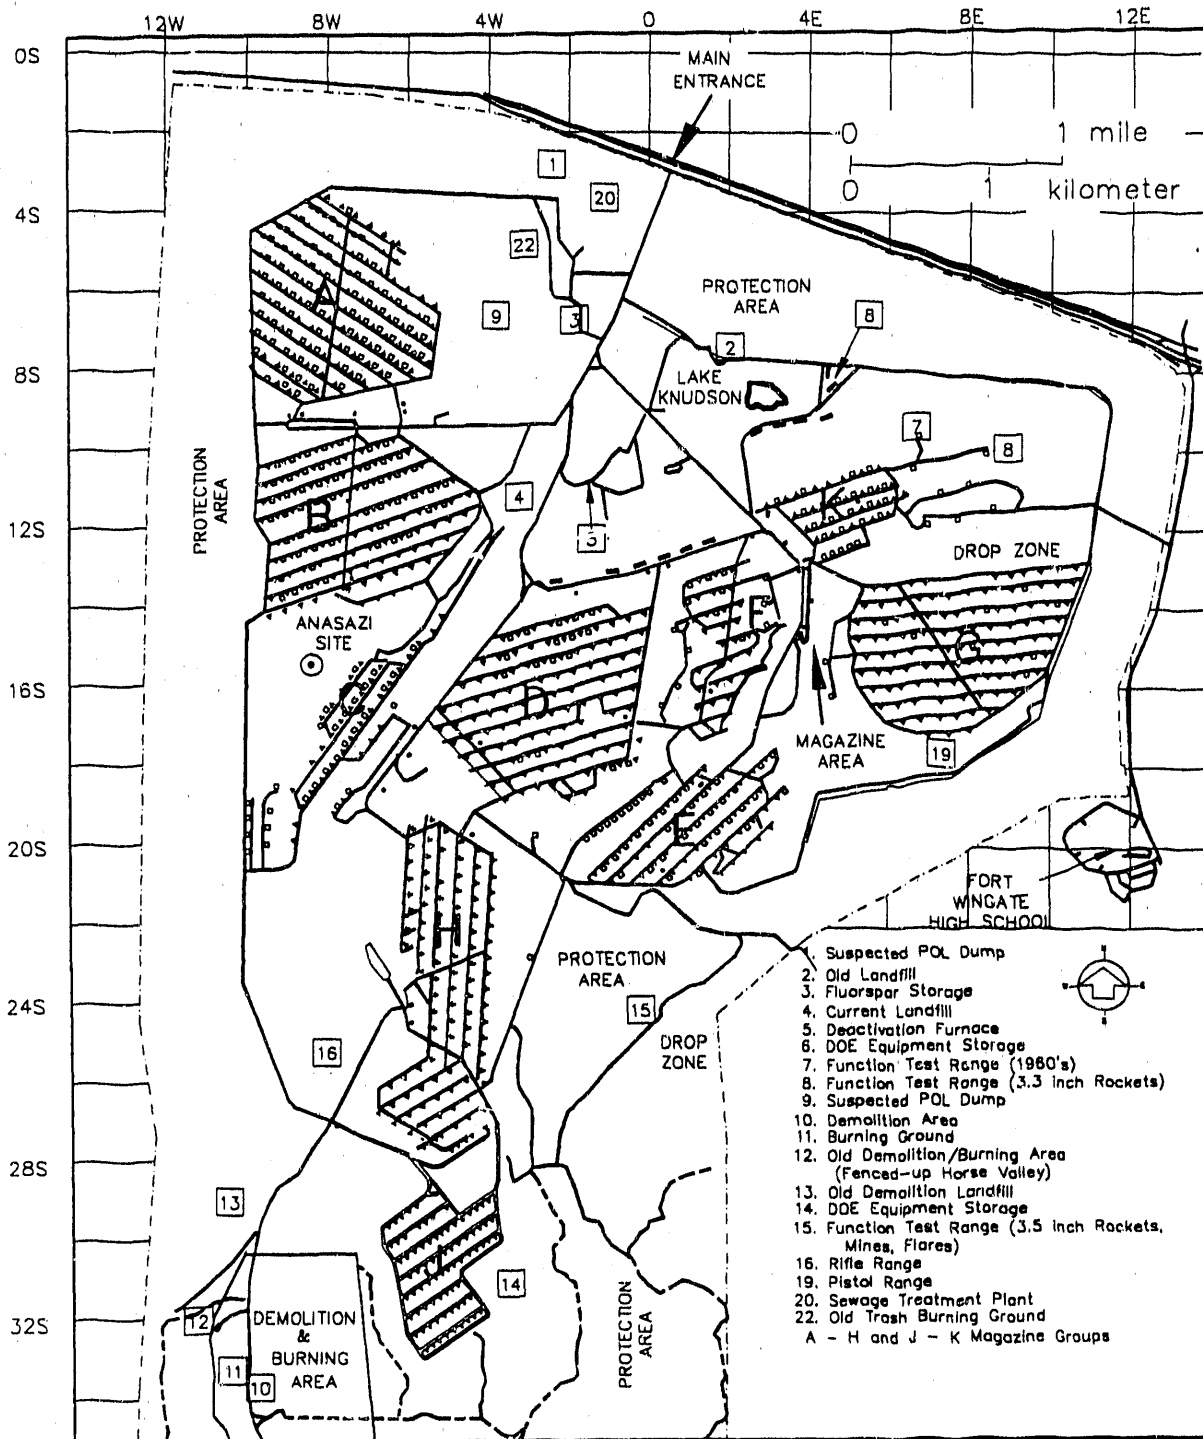 12W 8W 4W 0 4E 8E 12E
0S
MAIN
ENTRANCE
0 1 mile
0 1
kilometer
1
20
4S
22
A
9
3
PROTECTION
AREA
8
2
8S
LAKE
KNUDSON
7
8
K
PROTECTION
AREA
B
4
12S
5
DROP ZONE
ANASAZI
SITE
F
G
C
16S
D
MAGAZINE
AREA
19
E
20S
FORT
WINGATE
HIGH SCHOOL
H
PROTECTION
AREA
15
24S
DROP
ZONE
16
28S
13
J
14
12
DEMOLITION
&
BURNING
AREA
PROTECTION
AREA
32S
11
10
1. Suspected POL Dump
2. Old Landfill
3. Fluorspar Storage
4. Current Landfill
5. Deactivation Furnace
6. DOE Equipment Storage
7. Function Test Range (1960's)
8. Function Test Range (3.3 inch Rockets)
9. Suspected POL Dump
10. Demolition Area
11. Burning Ground
12. Old Demolition/Burning Area
(Fenced-up Horse Valley)
13. Old Demolition Landfill
14. DOE Equipment Storage
15. Function Test Range (3.5 inch Rockets,
Mines, Flares)
16. Rifle Range
19. Pistol Range
20. Sewage Treatment Plant
22. Old Trash Burning Ground
A - H and J - K Magazine Groups